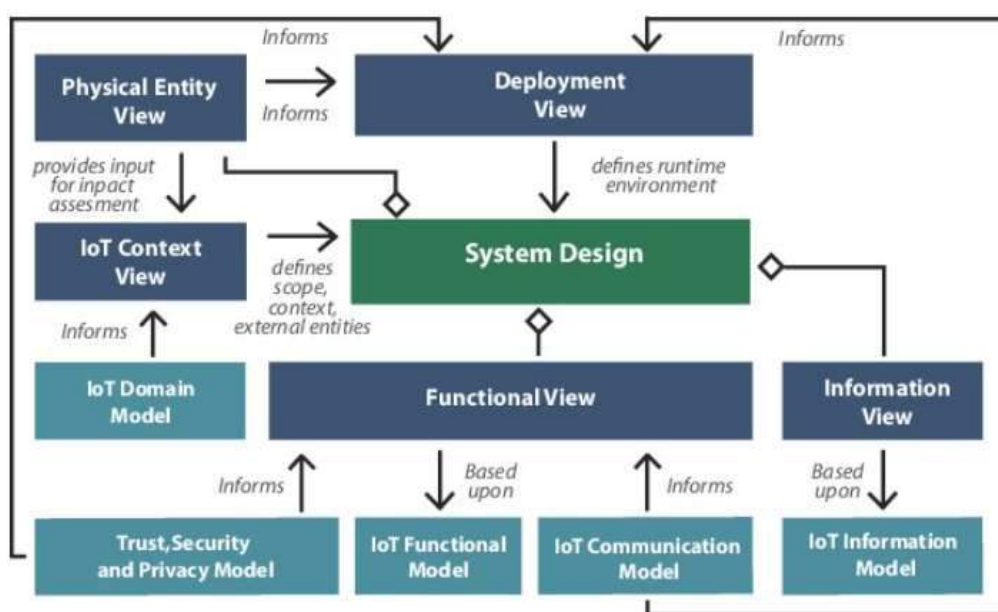 Informs
Informs
Physical Entity
View
Deployment
View
Informs
provides input
for inpact
assesment
defines runtime
environment
IoT Context
View
System Design
defines
scope,
context,
external entities
Informs
IoT Domain
Model
Functional View
Information
View
Informs
Based
upon
Informs
Based
upon
Trust,Security
and Privacy Model
IoT Functional
Model
IoT Communication
Model
IoT Information
Model